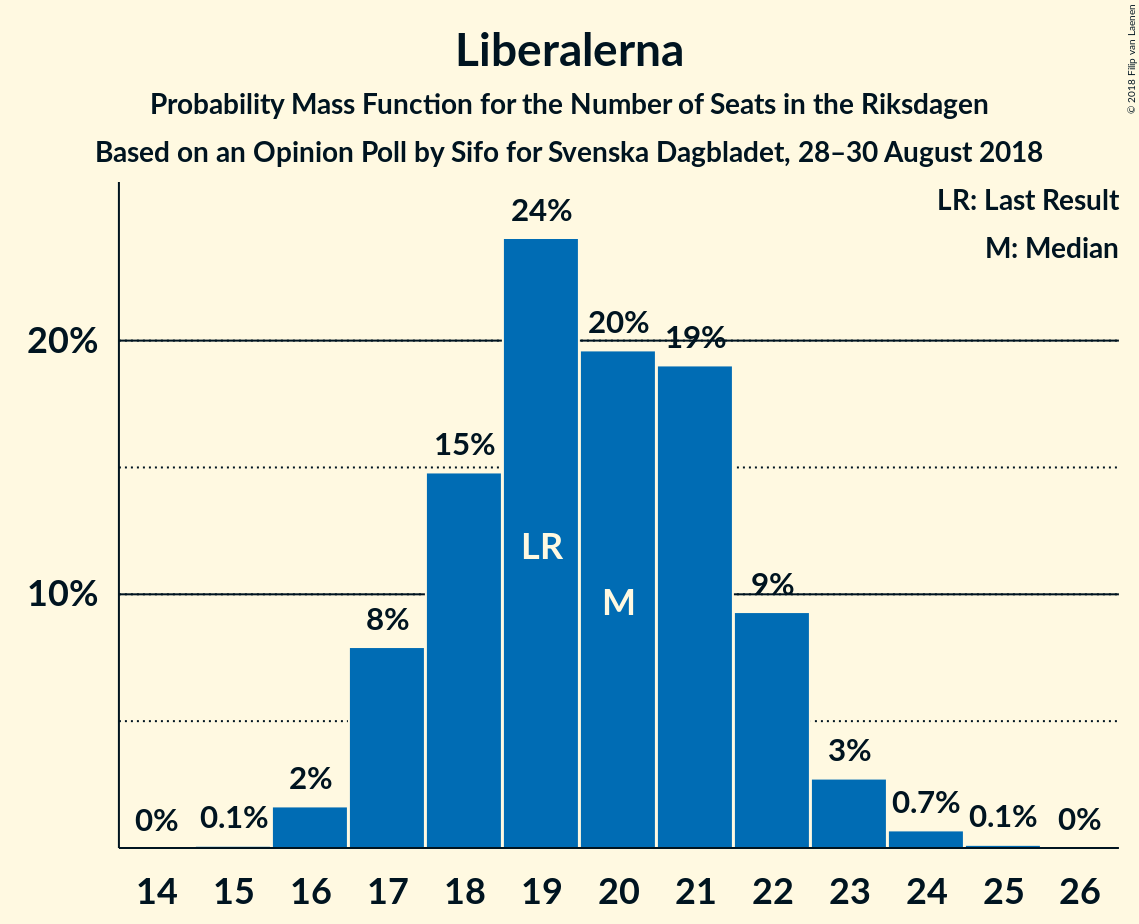 Liberalerna
Probability Mass Function for the Number of Seats in the Riksdagen
Based on an Opinion Poll by Sifo for Svenska Dagbladet, 28–30 August 2018
© 2018 Filip van Laenen
LR: Last Result
M: Median
24%
20%
20%
19%
15%
LR
10%
9%
M
8%
3%
2%
0.7%
0%
0.1%
0.1%
0%
14 15 16 17 18 19 20 21 22 23 24 25 26